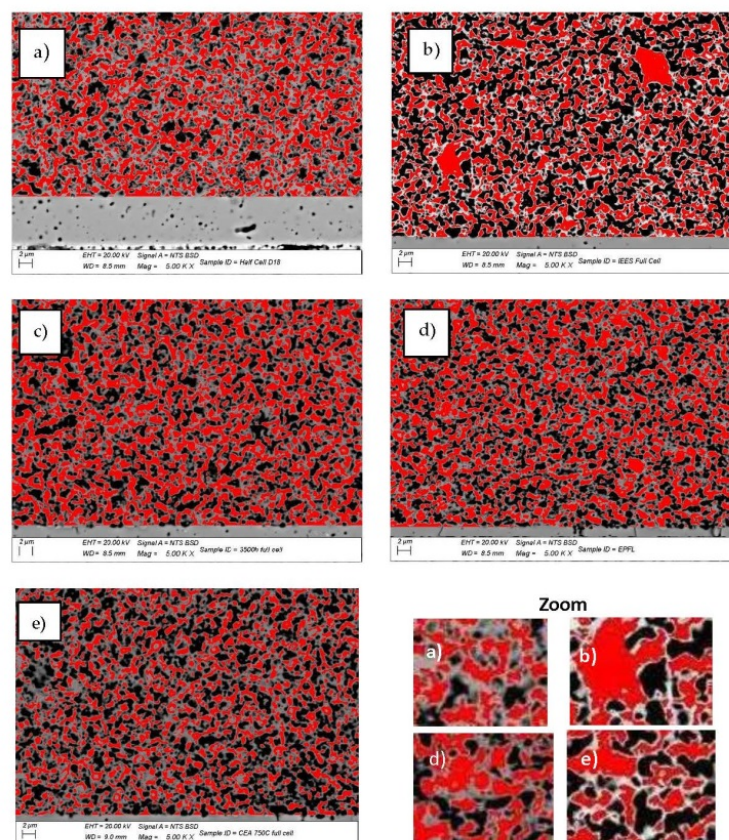 a)
2 µm
EHT = 20.00 kV Signal A = NTS BSD
WD = 8.5 mm Mag = 5.00 K X Sample ID = Half Cell D18
b)
2 µm
EHT = 20.00 kV Signal A = NTS BSD
WD = 8.5 mm Mag = 5.00 K X Sample ID = IEES Full Cell
c)
2 µm
EHT = 20.00 kV Signal A = NTS BSD
WD = 8.5 mm Mag = 5.00 K X Sample ID = 3500h full cell
d)
2 µm
EHT = 20.00 kV Signal A = NTS BSD
WD = 8.5 mm Mag = 5.00 K X Sample ID = EPFL
e)
2 µm
EHT = 20.00 kV Signal A = NTS BSD
WD = 9.0 mm Mag = 5.00 K X Sample ID = CEA 750C full cell
Zoom
a)
b)
d)
e)